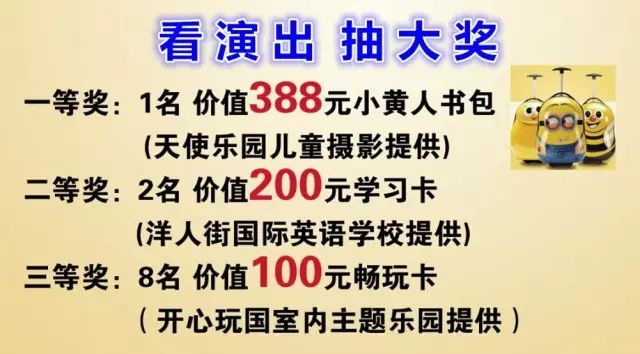 看演出 抽大奖
一等奖：1名 价值388元小黄人书包
(天使乐园儿童摄影提供)
二等奖：2名 价值200元学习卡
(洋人街国际英语学校提供)
三等奖：8名 价值100元畅玩卡
（开心玩国室内主题乐园提供）